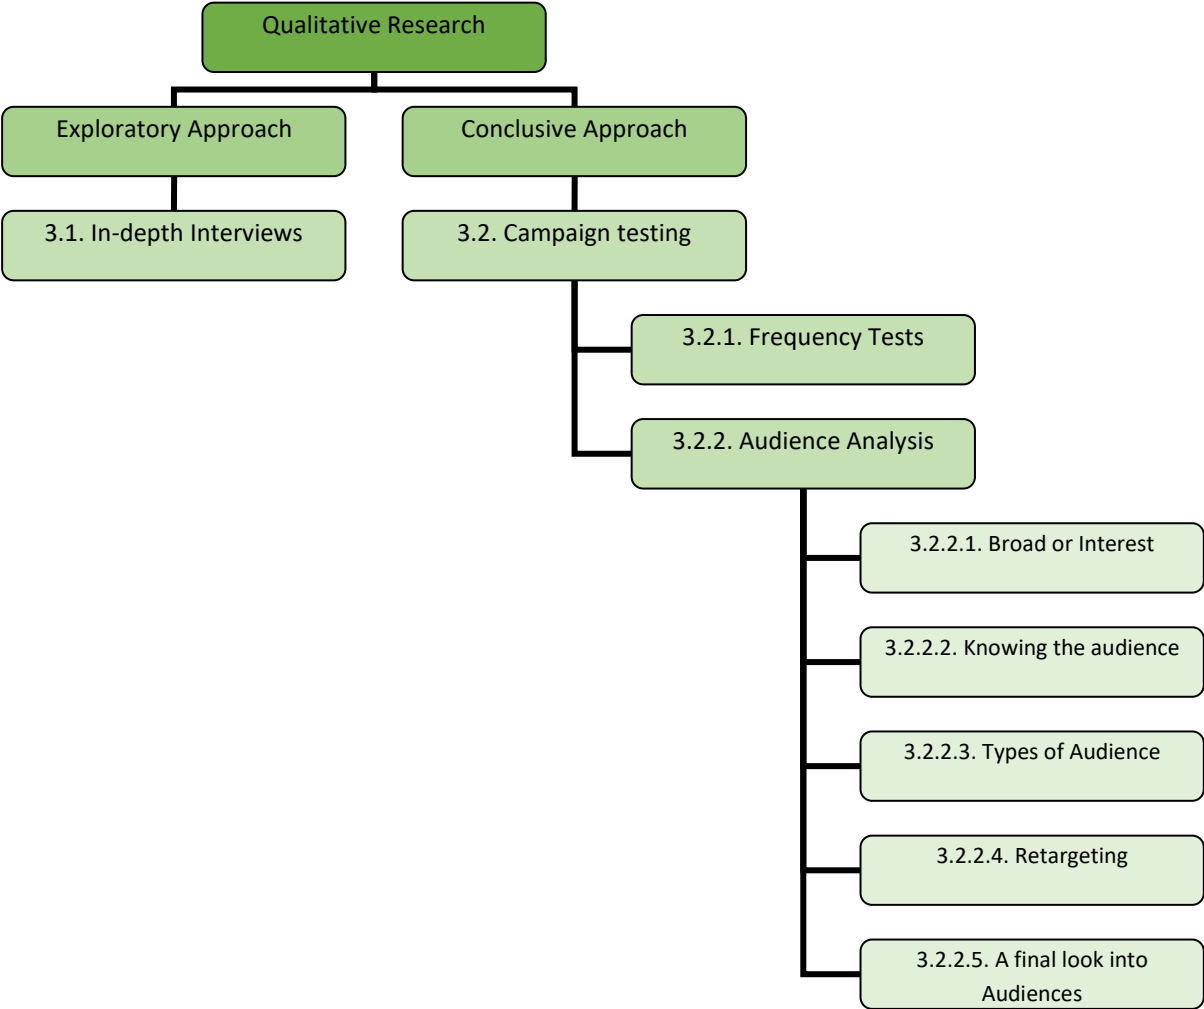 Qualitative Research
Exploratory Approach
Conclusive Approach
3.1. In-depth Interviews
3.2. Campaign testing
3.2.1. Frequency Tests
3.2.2. Audience Analysis
3.2.2.1. Broad or Interest
3.2.2.2. Knowing the audience
3.2.2.3. Types of Audience
3.2.2.4. Retargeting
3.2.2.5. A final look into
Audiences